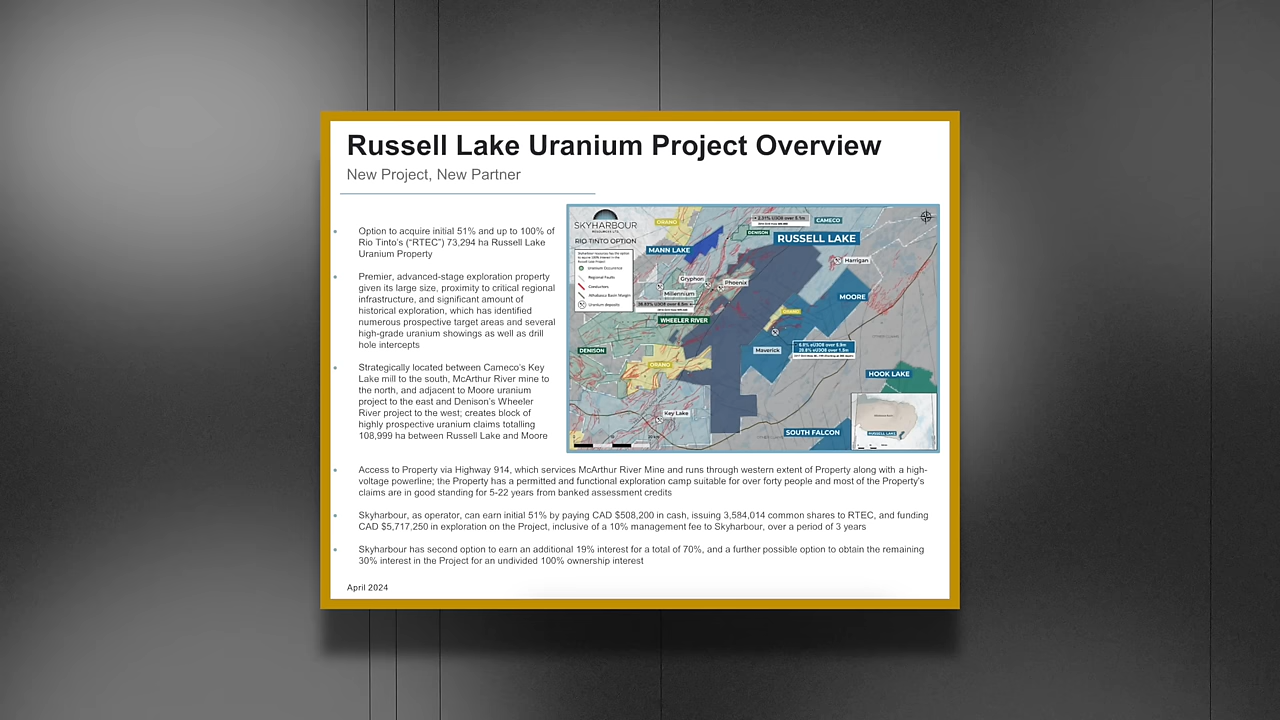 Russell Lake Uranium Project Overview
New Project, New Partner
Option to acquire initial 51% and up to 100% of
Rio Tinto's ("RTEC") 73,294 ha Russell Lake
Uranium Property
Premier, advanced-stage exploration property
given its large size, proximity to critical regional
infrastructure, and significant amount of
historical exploration, which has identified
numerous prospective target areas and several
high-grade uranium showings as well as drill
hole intercepts
Strategically located between Cameco's Key
Lake mill to the south, McArthur River mine to
the north, and adjacent to Moore uranium
project to the east and Denison's Wheeler
River project to the west; creates block of
highly prospective uranium claims totalling
108,999 ha between Russell Lake and Moore
SKYHARBOUR
RESOURCES LTD.
RIO TINTO OPTION
Uranium Occurrence
Regional Faults
Conductors
Athabasca Basin Margin
Uranium deposits
ORANO
CAMECO
DENISON
RUSSELL LAKE
MANN LAKE
Harrigan
Gryphon
Phoenix
Millennium
MOORE
WHEELER RIVER
ORANO
DENISON
Maverick
ORANO
HOOK LAKE
Key Lake
SOUTH FALCON
RUSSELL LAKE
Access to Property via Highway 914, which services McArthur River Mine and runs through western extent of Property along with a high-
voltage powerline; the Property has a permitted and functional exploration camp suitable for over forty people and most of the Property's
claims are in good standing for 5-22 years from banked assessment credits
Skyharbour, as operator, can earn initial 51% by paying CAD $508,200 in cash, issuing 3,584,014 common shares to RTEC, and funding
CAD $5,717,250 in exploration on the Project, inclusive of a 10% management fee to Skyharbour, over a period of 3 years
Skyharbour has second option to earn an additional 19% interest for a total of 70%, and a further possible option to obtain the remaining
30% interest in the Project for an undivided 100% ownership interest
April 2024